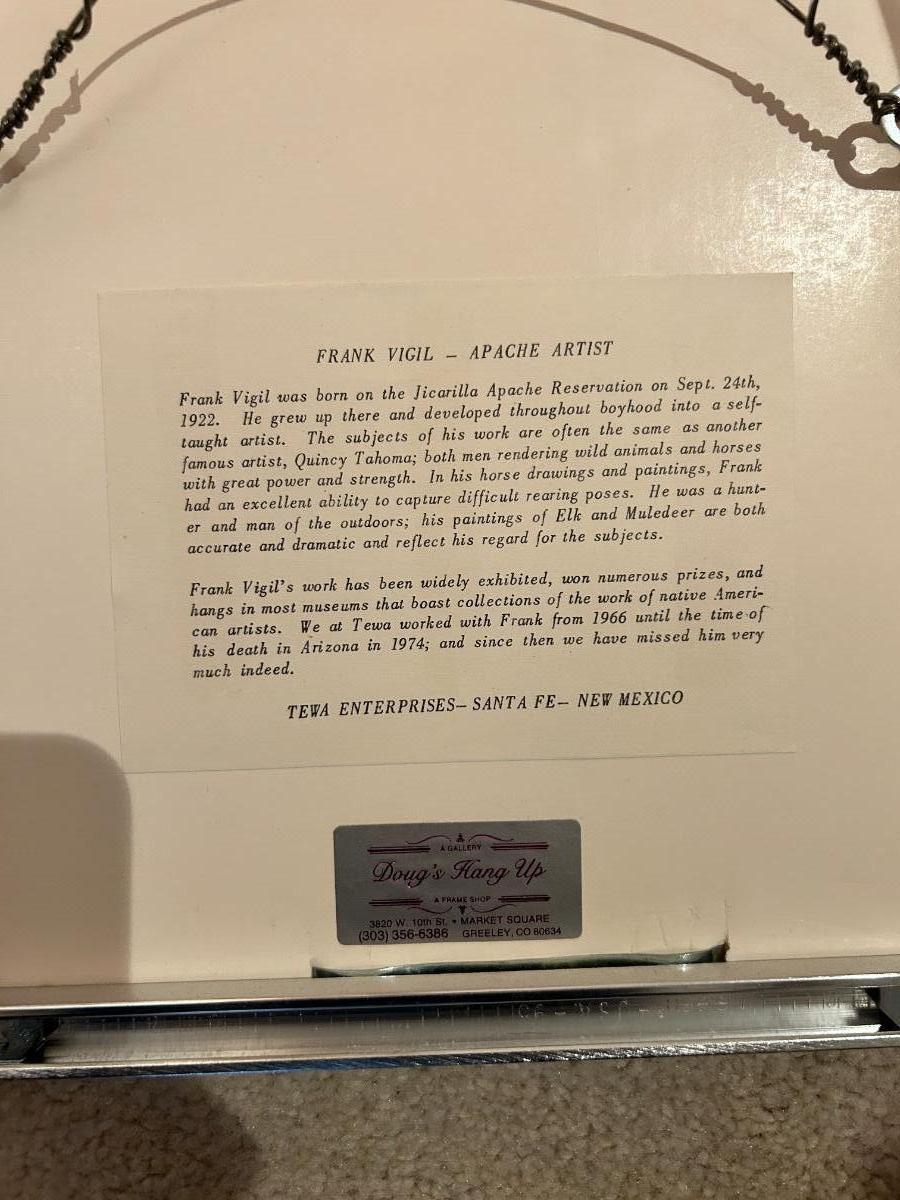 FRANK VIGIL — APACHE ARTIST
Frank Vigil was born on the Jicarilla Apache Reservation on Sept. 24th,
1922. He grew up there and developed throughout boyhood into a self-
taught artist. The subjects of his work are often the same as another
famous artist, Quincy Tahoma; both men rendering wild animals and horses
with great power and strength. In his horse drawings and paintings, Frank
had an excellent ability to capture difficult rearing poses. He was a hunt-
er and man of the outdoors; his paintings of Elk and Muledeer are both
accurate and dramatic and reflect his regard for the subjects.
Frank Vigil's work has been widely exhibited, won numerous prizes, and
hangs in most museums that boast collections of the work of native Ameri-
can artists. We at Tewa worked with Frank from 1966 until the time of
his death in Arizona in 1974; and since then we have missed him very
much indeed.
TEWA ENTERPRISES— SANTA FE— NEW MEXICO
A GALLERY
Doug's Hang Up
A FRAME SHOP
3820 W. 10th St. • MARKET SQUARE
(303) 356-6386 GREELEY, CO 80634